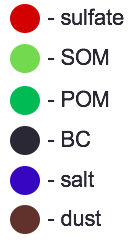 - sulfate
- SOM
- POM
- BC
- salt
- dust